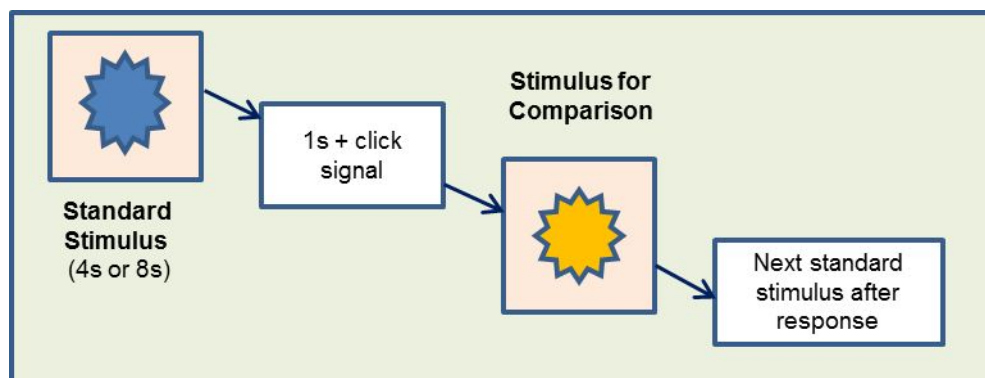 Standard
Stimulus
(4s or 8s)
1s + click
signal
Stimulus for
Comparison
Next standard
stimulus after
response